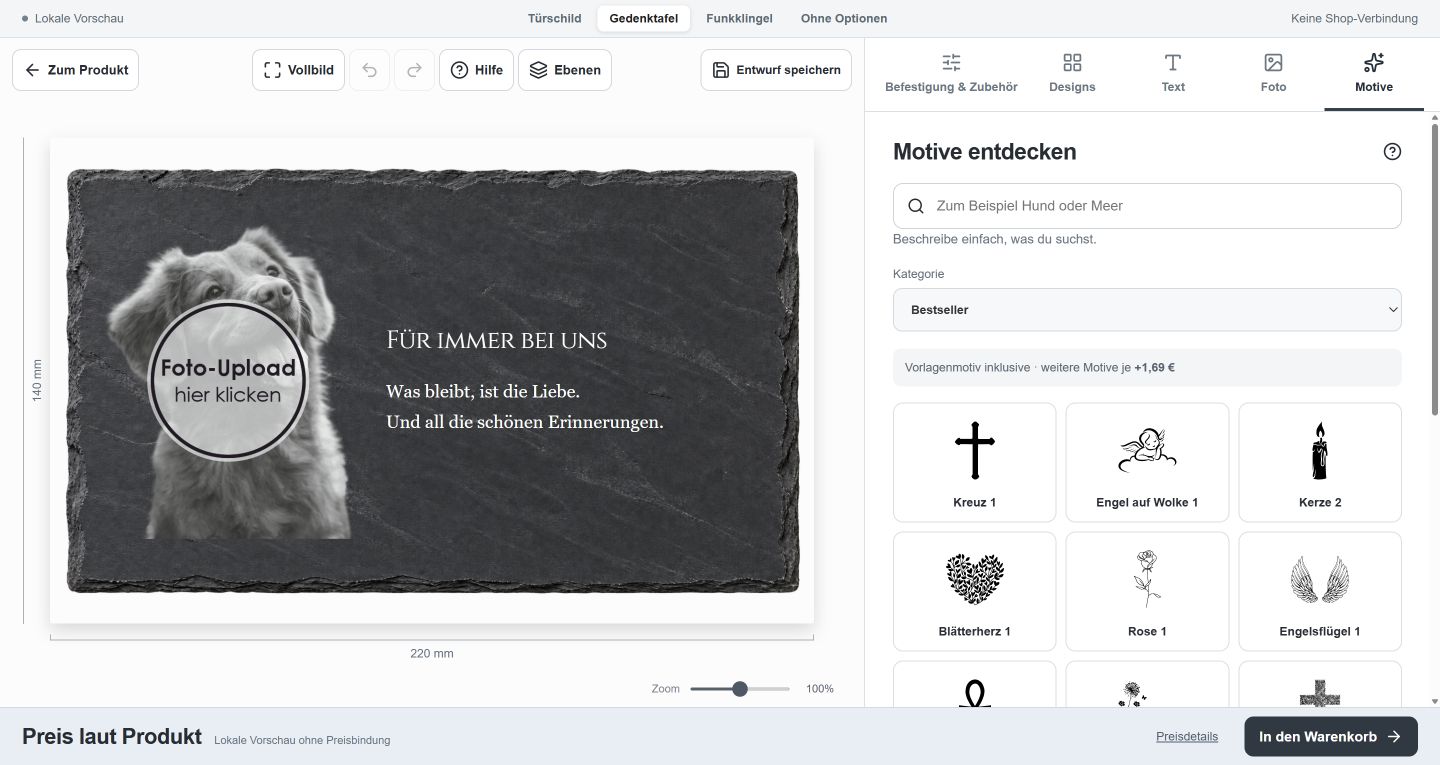 Lokale Vorschau
Türschild
Gedenktafel
Funkklingel
Ohne Optionen
Keine Shop-Verbindung
Zum Produkt
Vollbild
Hilfe
Ebenen
Entwurf speichern
Befestigung & Zubehör
Designs
Text
Foto
Motive
140 mm
Foto-Upload
hier klicken
Für immer bei uns
Was bleibt, ist die Liebe.
Und all die schönen Erinnerungen.
220 mm
Zoom
100%
Motive entdecken
Zum Beispiel Hund oder Meer
Beschreibe einfach, was du suchst.
Kategorie
Bestseller
Vorlagenmotiv inklusive · weitere Motive je +1,69 €
Kreuz 1
Engel auf Wolke 1
Kerze 2
Blätterherz 1
Rose 1
Engelsflügel 1
Preis laut Produkt
Lokale Vorschau ohne Preisbindung
Preisdetails
In den Warenkorb